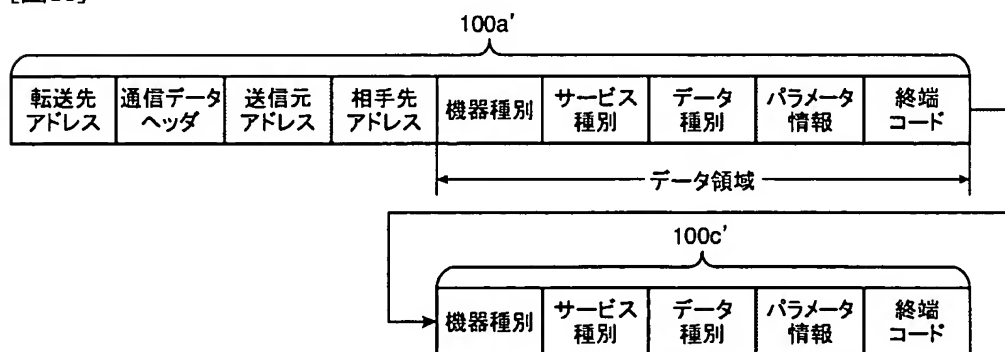 100a'
転送先
アドレス
通信データ
ヘッダ
送信元
アドレス
相手先
アドレス
機器種別
サービス
種別
データ
種別
パラメータ
情報
終端
コード
データ領域
100c'
機器種別
サービス
種別
データ
種別
パラメータ
情報
終端
コード